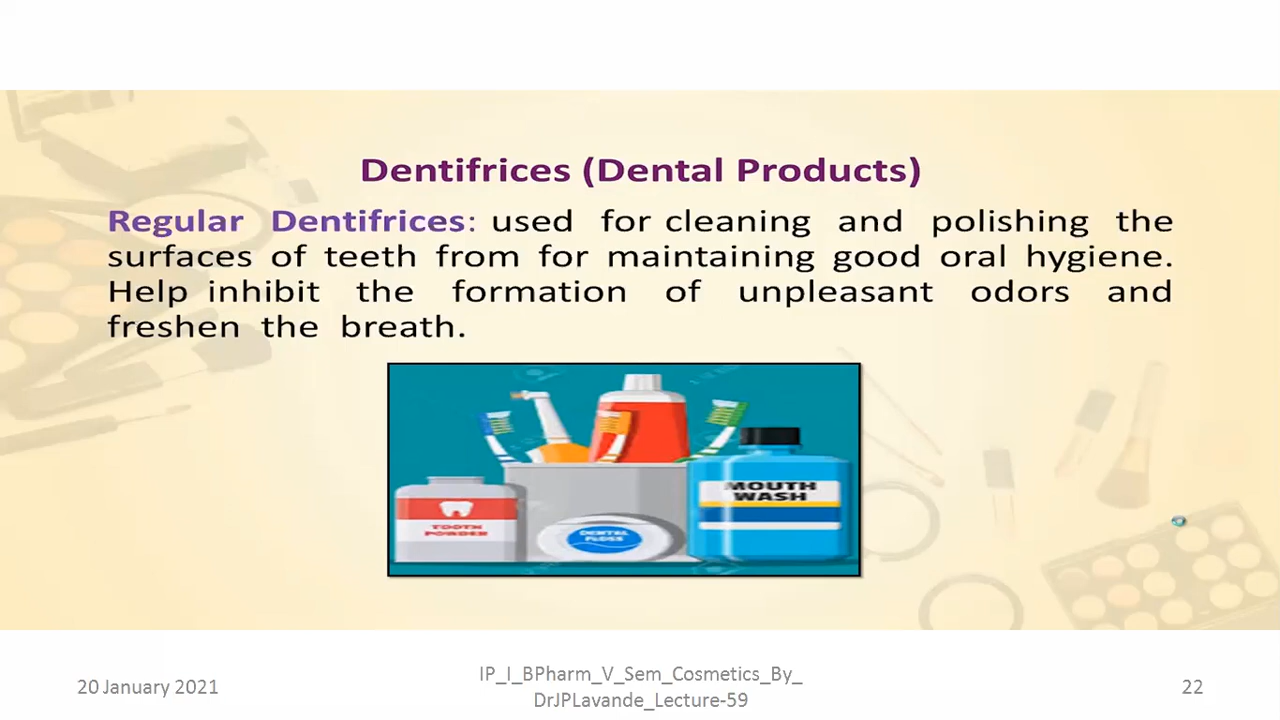 Dentifrices (Dental Products)
Regular Dentifrices: used for cleaning and polishing the
surfaces of teeth from for maintaining good oral hygiene.
Help inhibit the formation of unpleasant odors and
freshen the breath.
MOUTH
WASH
TOOTH
POWDER
DENTAL
FLOSS
20 January 2021
IP_I_BPharm_V_Sem_Cosmetics_By_
DrJPLavande_Lecture-59
22